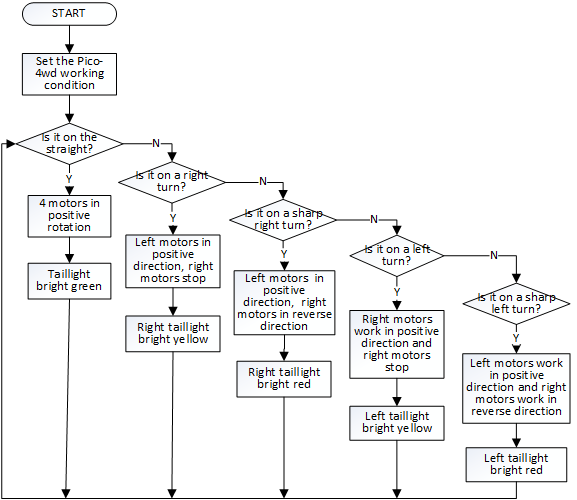 START
Set the Pico-
4wd working
condition
Is it on the
straight?
N
Y
4 motors in
positive
rotation
Taillight
bright green
Is it on a right
turn?
N
Y
Left motors in
positive
direction, right
motors stop
Right taillight
bright yellow
Is it on a sharp
right turn?
N
Y
Left motors in
positive
direction, right
motors in reverse
direction
Right taillight
bright red
Is it on a left
turn?
N
Y
Right motors
work in positive
direction and
right motors
stop
Left taillight
bright yellow
Is it on a sharp
left turn?
Y
Left motors work
in positive
direction and right
motors work in
reverse direction
Left taillight
bright red